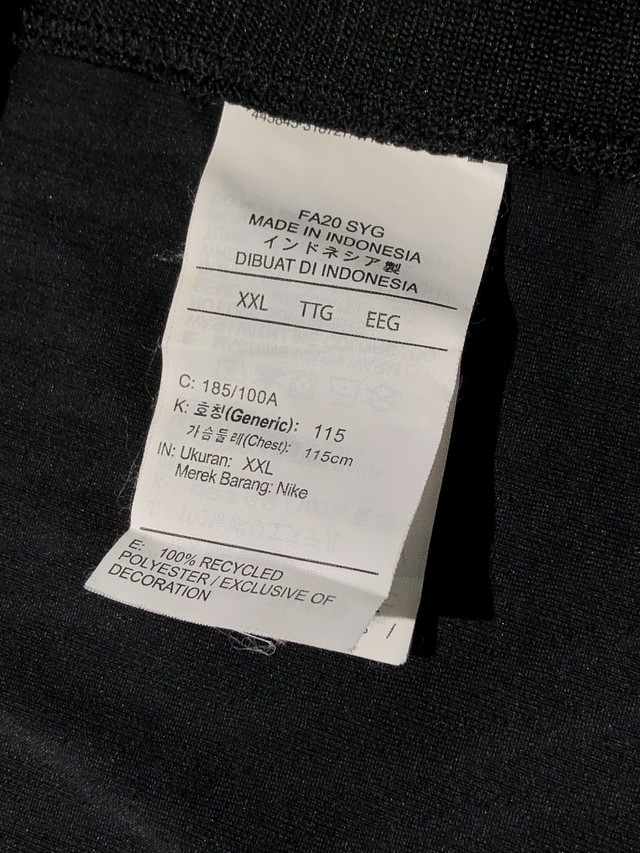 FA20 SYG
MADE IN INDONESIA
インドネシア製
DIBUAT DI INDONESIA
XXL TTG EEG
C: 185/100A
K: 호칭(Generic): 115
가슴둘레(Chest): 115cm
IN: Ukuran: XXL
Merek Barang: Nike
E: 100% RECYCLED
POLYESTER / EXCLUSIVE OF
DECORATION